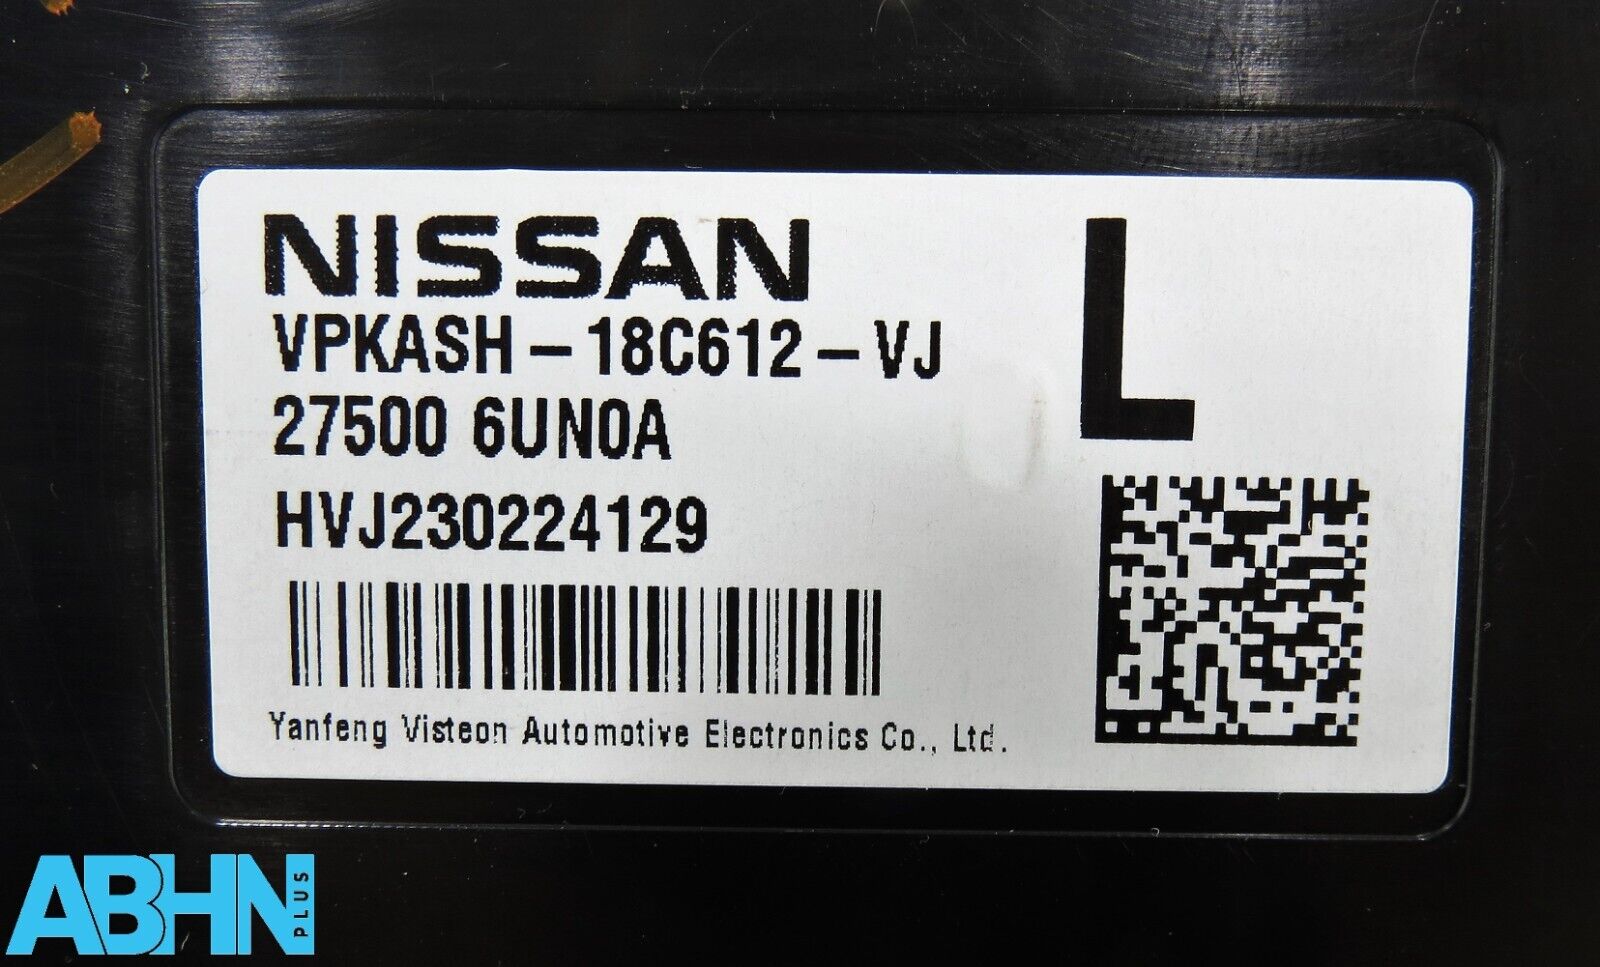 NISSAN
L
VPKASH-18C612-VJ
27500 6UN0A
HVJ230224129
Yanfeng Visteon Automotive Electronics Co., Ltd.
ABHN PLUS